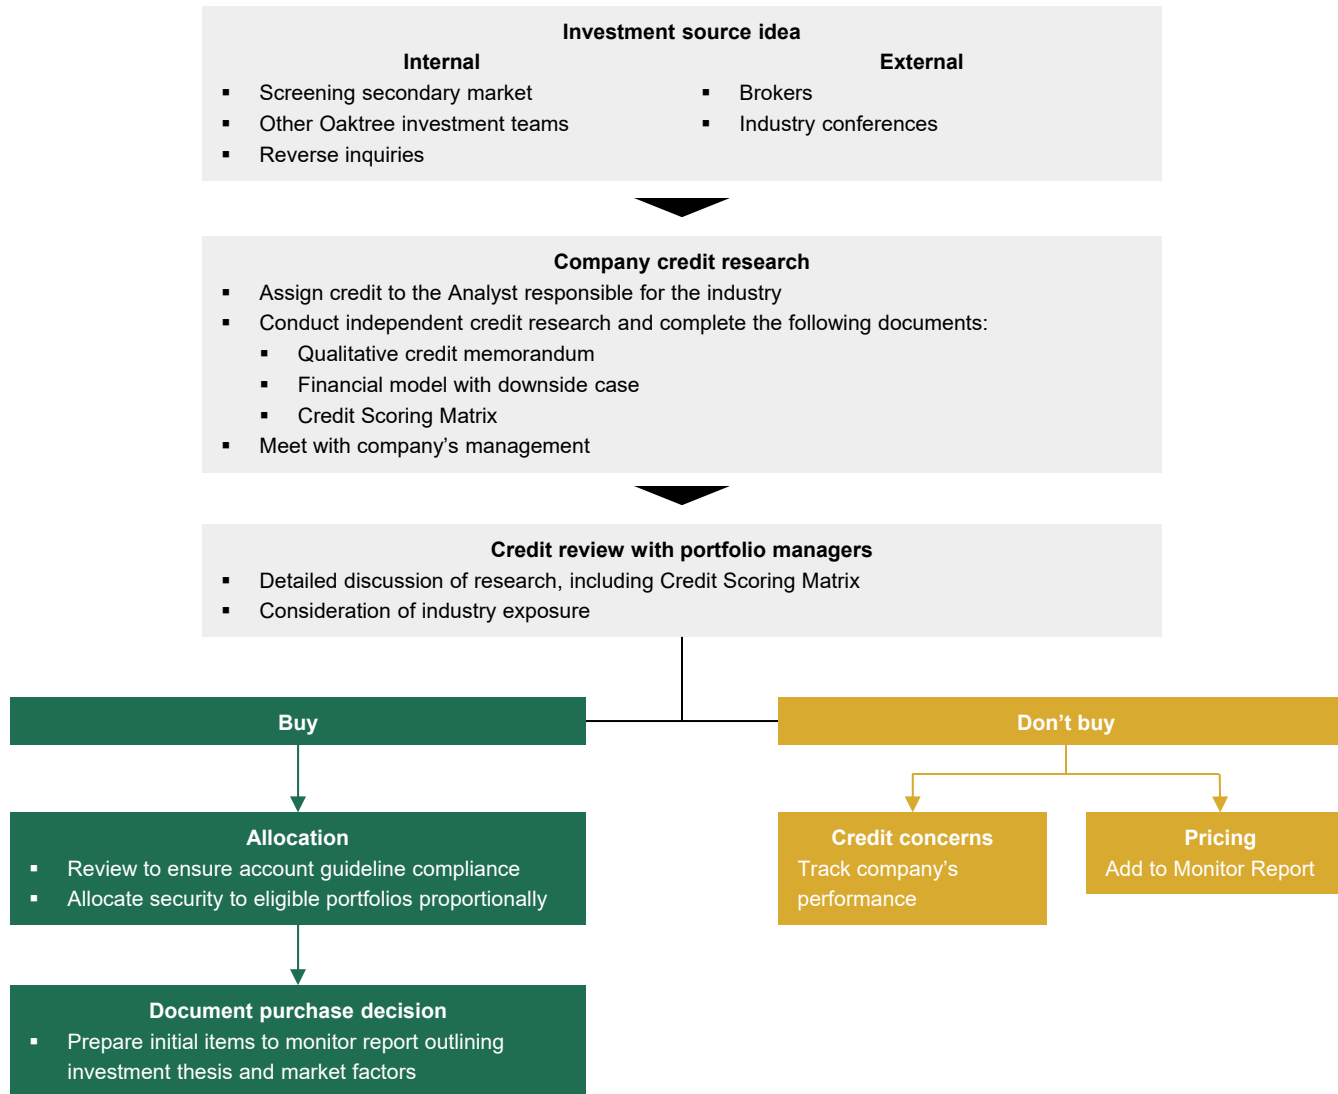 Investment source idea
Internal
▪ Screening secondary market
▪ Other Oaktree investment teams
▪ Reverse inquiries
External
▪ Brokers
▪ Industry conferences
Company credit research
▪ Assign credit to the Analyst responsible for the industry
▪ Conduct independent credit research and complete the following documents:
▪ Qualitative credit memorandum
▪ Financial model with downside case
▪ Credit Scoring Matrix
▪ Meet with company’s management
Credit review with portfolio managers
▪ Detailed discussion of research, including Credit Scoring Matrix
▪ Consideration of industry exposure
Buy
Allocation
▪ Review to ensure account guideline compliance
▪ Allocate security to eligible portfolios proportionally
Document purchase decision
▪ Prepare initial items to monitor report outlining
investment thesis and market factors
Don’t buy
Credit concerns
Track company’s
performance
Pricing
Add to Monitor Report